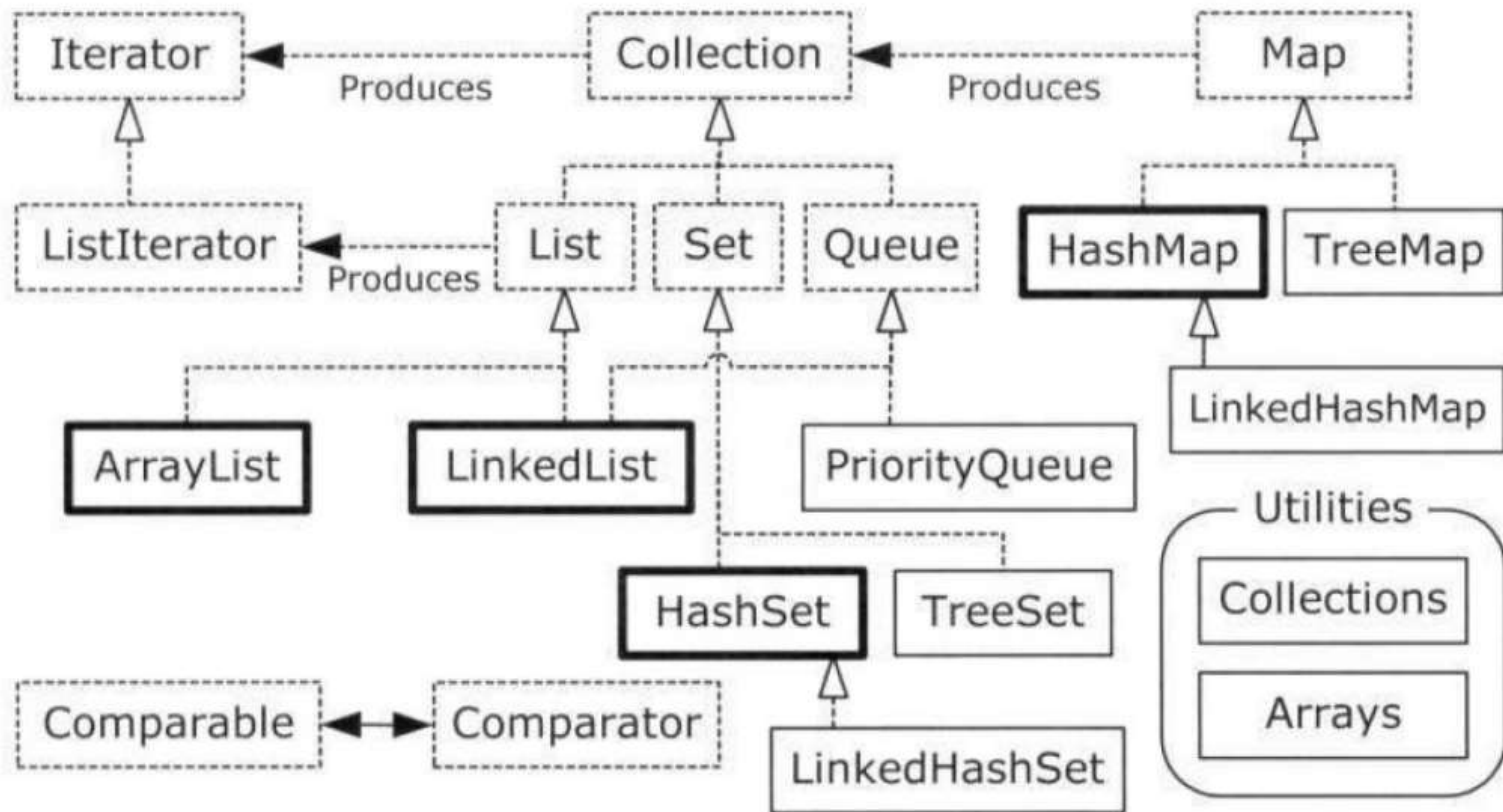 Iterator
Collection
Map
Produces
Produces
ListIterator
List
Set
Queue
HashMap
TreeMap
Produces
LinkedHashMap
ArrayList
LinkedList
PriorityQueue
Utilities
Collections
HashSet
TreeSet
Comparable
Comparator
Arrays
LinkedHashSet